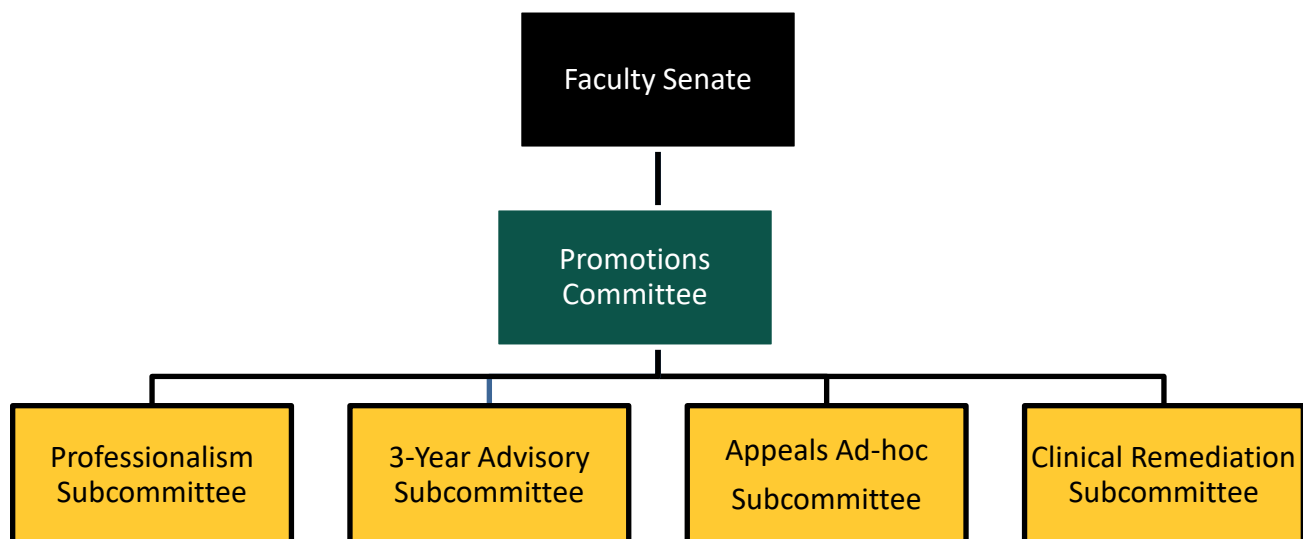 Faculty Senate
Promotions
Committee
Professionalism
Subcommittee
3-Year Advisory
Subcommittee
Appeals Ad-hoc
Subcommittee
Clinical Remediation
Subcommittee